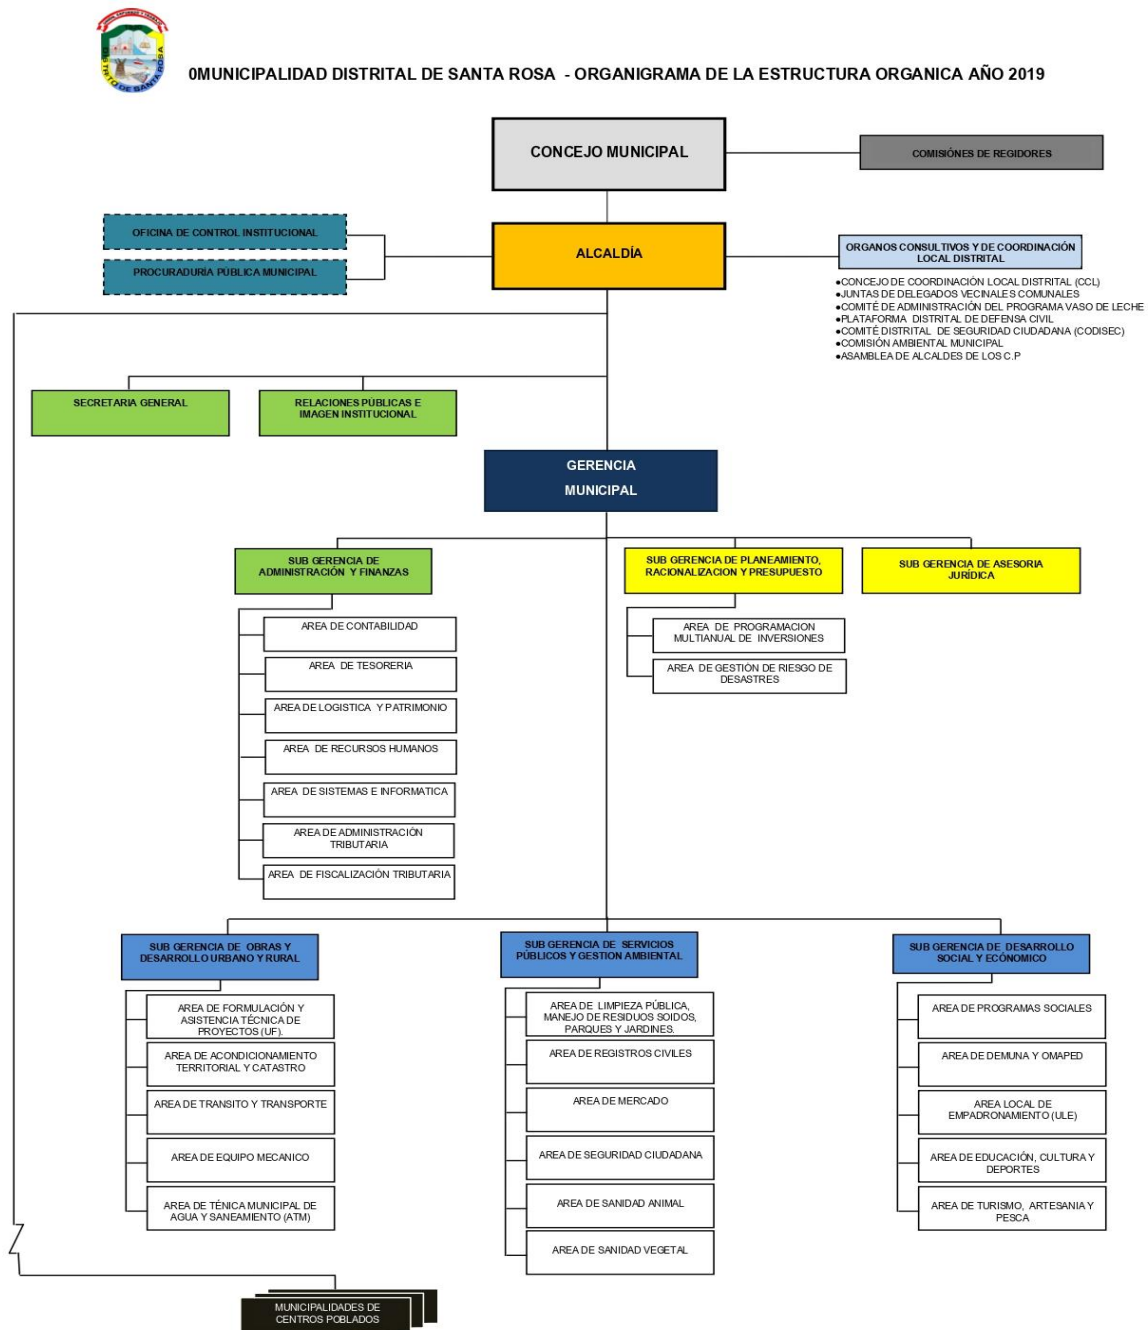 DISTRITO DE SANTA ROSA
0MUNICIPALIDAD DISTRITAL DE SANTA ROSA - ORGANIGRAMA DE LA ESTRUCTURA ORGANICA AÑO 2019
CONCEJO MUNICIPAL
COMISIÓNES DE REGIDORES
OFICINA DE CONTROL INSTITUCIONAL
PROCURADURÍA PÚBLICA MUNICIPAL
ALCALDÍA
ORGANOS CONSULTIVOS Y DE COORDINACIÓN
LOCAL DISTRITAL
●CONCEJO DE COORDINACIÓN LOCAL DISTRITAL (CCL)
●JUNTAS DE DELEGADOS VECINALES COMUNALES
●COMITÉ DE ADMINISTRACIÓN DEL PROGRAMA VASO DE LECHE
●PLATAFORMA DISTRITAL DE DEFENSA CIVIL
●COMITÉ DISTRITAL DE SEGURIDAD CIUDADANA (CODISEC)
●COMISIÓN AMBIENTAL MUNICIPAL
●ASAMBLEA DE ALCALDES DE LOS C.P
SECRETARIA GENERAL
RELACIONES PÚBLICAS E
IMAGEN INSTITUCIONAL
GERENCIA
MUNICIPAL
SUB GERENCIA DE
ADMINISTRACIÓN Y FINANZAS
SUB GERENCIA DE PLANEAMIENTO,
RACIONALIZACION Y PRESUPUESTO
SUB GERENCIA DE ASESORIA
JURÍDICA
AREA DE CONTABILIDAD
AREA DE TESORERIA
AREA DE LOGISTICA Y PATRIMONIO
AREA DE RECURSOS HUMANOS
AREA DE SISTEMAS E INFORMATICA
AREA DE ADMINISTRACIÓN
TRIBUTARIA
AREA DE FISCALIZACIÓN TRIBUTARIA
AREA DE PROGRAMACION
MULTIANUAL DE INVERSIONES
AREA DE GESTIÓN DE RIESGO DE
DESASTRES
SUB GERENCIA DE OBRAS Y
DESARROLLO URBANO Y RURAL
AREA DE FORMULACIÓN Y
ASISTENCIA TÉCNICA DE
PROYECTOS (UF).
AREA DE ACONDICIONAMIENTO
TERRITORIAL Y CATASTRO
AREA DE TRANSITO Y TRANSPORTE
AREA DE EQUIPO MECANICO
AREA DE TÉNICA MUNICIPAL DE
AGUA Y SANEAMIENTO (ATM)
SUB GERENCIA DE SERVICIOS
PÚBLICOS Y GESTION AMBIENTAL
AREA DE LIMPIEZA PÚBLICA,
MANEJO DE RESIDUOS SOIDOS,
PARQUES Y JARDINES.
AREA DE REGISTROS CIVILES
AREA DE MERCADO
AREA DE SEGURIDAD CIUDADANA
AREA DE SANIDAD ANIMAL
AREA DE SANIDAD VEGETAL
SUB GERENCIA DE DESARROLLO
SOCIAL Y ECÓNOMICO
AREA DE PROGRAMAS SOCIALES
AREA DE DEMUNA Y OMAPED
AREA LOCAL DE
EMPADRONAMIENTO (ULE)
AREA DE EDUCACIÓN, CULTURA Y
DEPORTES
AREA DE TURISMO, ARTESANIA Y
PESCA
MUNICIPALIDADES DE
CENTROS POBLADOS